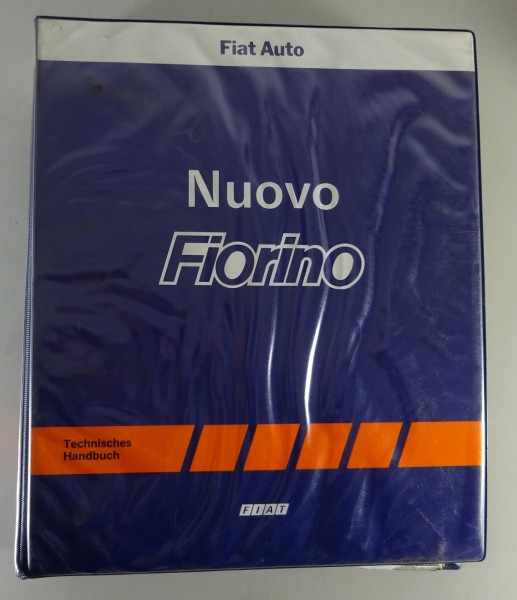 Fiat Auto
Nuovo
Fiorino
Technisches
Handbuch
FIAT